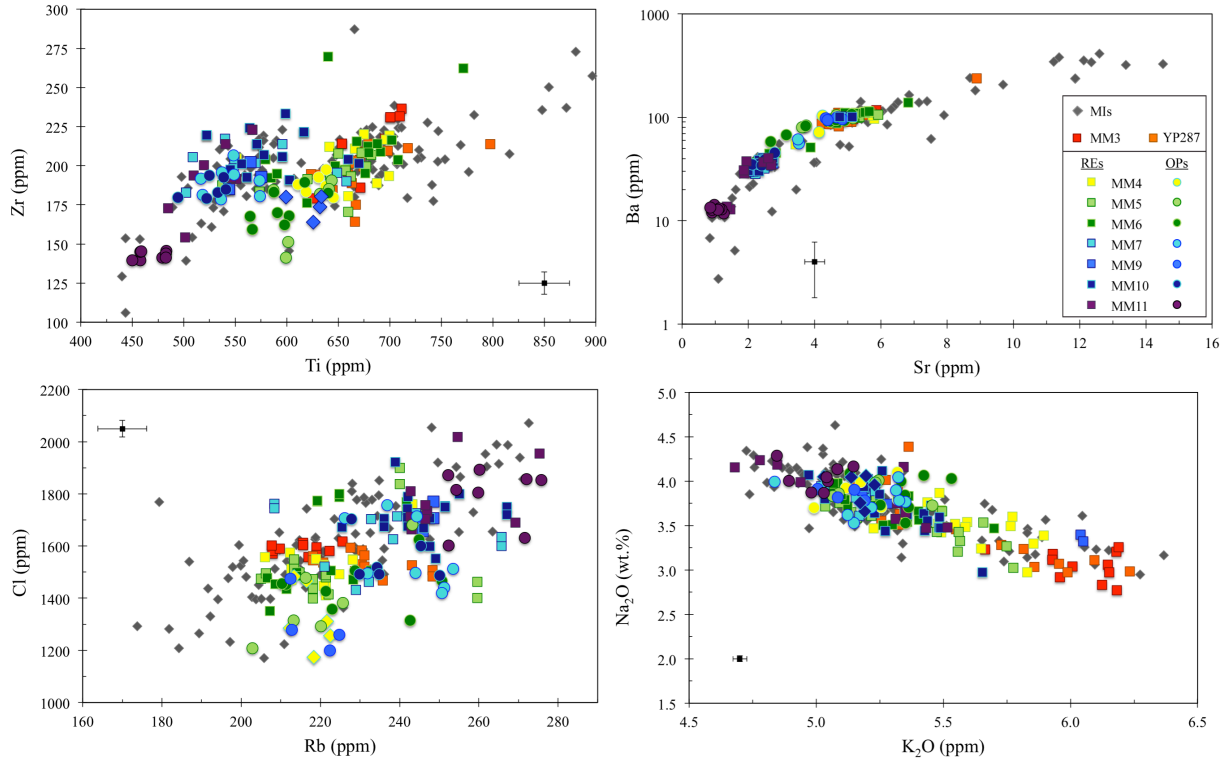 300
275
250
225
200
175
150
125
100
400 450 500 550 600 650 700 750 800 850 900
Zr (ppm)
Ti (ppm)
1000
100
10
1
0 2 4 6 8 10 12 14 16
Ba (ppm)
Sr (ppm)
MIs
MM3 YP287
REs OPs
MM4
MM5
MM6
MM7
MM9
MM10
MM11
2200
2000
1800
1600
1400
1200
1000
160 180 200 220 240 260 280
Cl (ppm)
Rb (ppm)
5.0
4.5
4.0
3.5
3.0
2.5
2.0
1.5
4.5 5.0 5.5 6.0 6.5
Na₂O (wt.%)
K₂O (ppm)